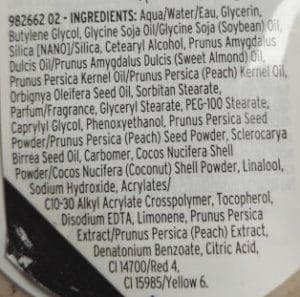 982662 02 - INGREDIENTS: Aqua/Water/Eau, Glycerin,
Butylene Glycol, Glycine Soja Oil/Glycine Soja (Soybean) Oil,
Silica [NANO]/Silica, Cetearyl Alcohol, Prunus Amygdalus
Dulcis Oil/Prunus Amygdalus Dulcis (Sweet Almond) Oil,
Prunus Persica Kernel Oil/Prunus Persica (Peach) Kernel Oil,
Orbignya Oleifera Seed Oil, Sorbitan Stearate,
Parfum/Fragrance, Glyceryl Stearate, PEG-100 Stearate,
Caprylyl Glycol, Phenoxyethanol, Prunus Persica Seed
Powder/Prunus Persica (Peach) Seed Powder, Sclerocarya
Birrea Seed Oil, Carbomer, Cocos Nucifera Shell
Powder/Cocos Nucifera (Coconut) Shell Powder, Linalool,
Sodium Hydroxide, Acrylates/
C10-30 Alkyl Acrylate Crosspolymer, Tocopherol,
Disodium EDTA, Limonene, Prunus Persica
Extract/Prunus Persica (Peach) Extract,
Denatonium Benzoate, Citric Acid,
CI 14700/Red 4,
CI 15985/Yellow 6.